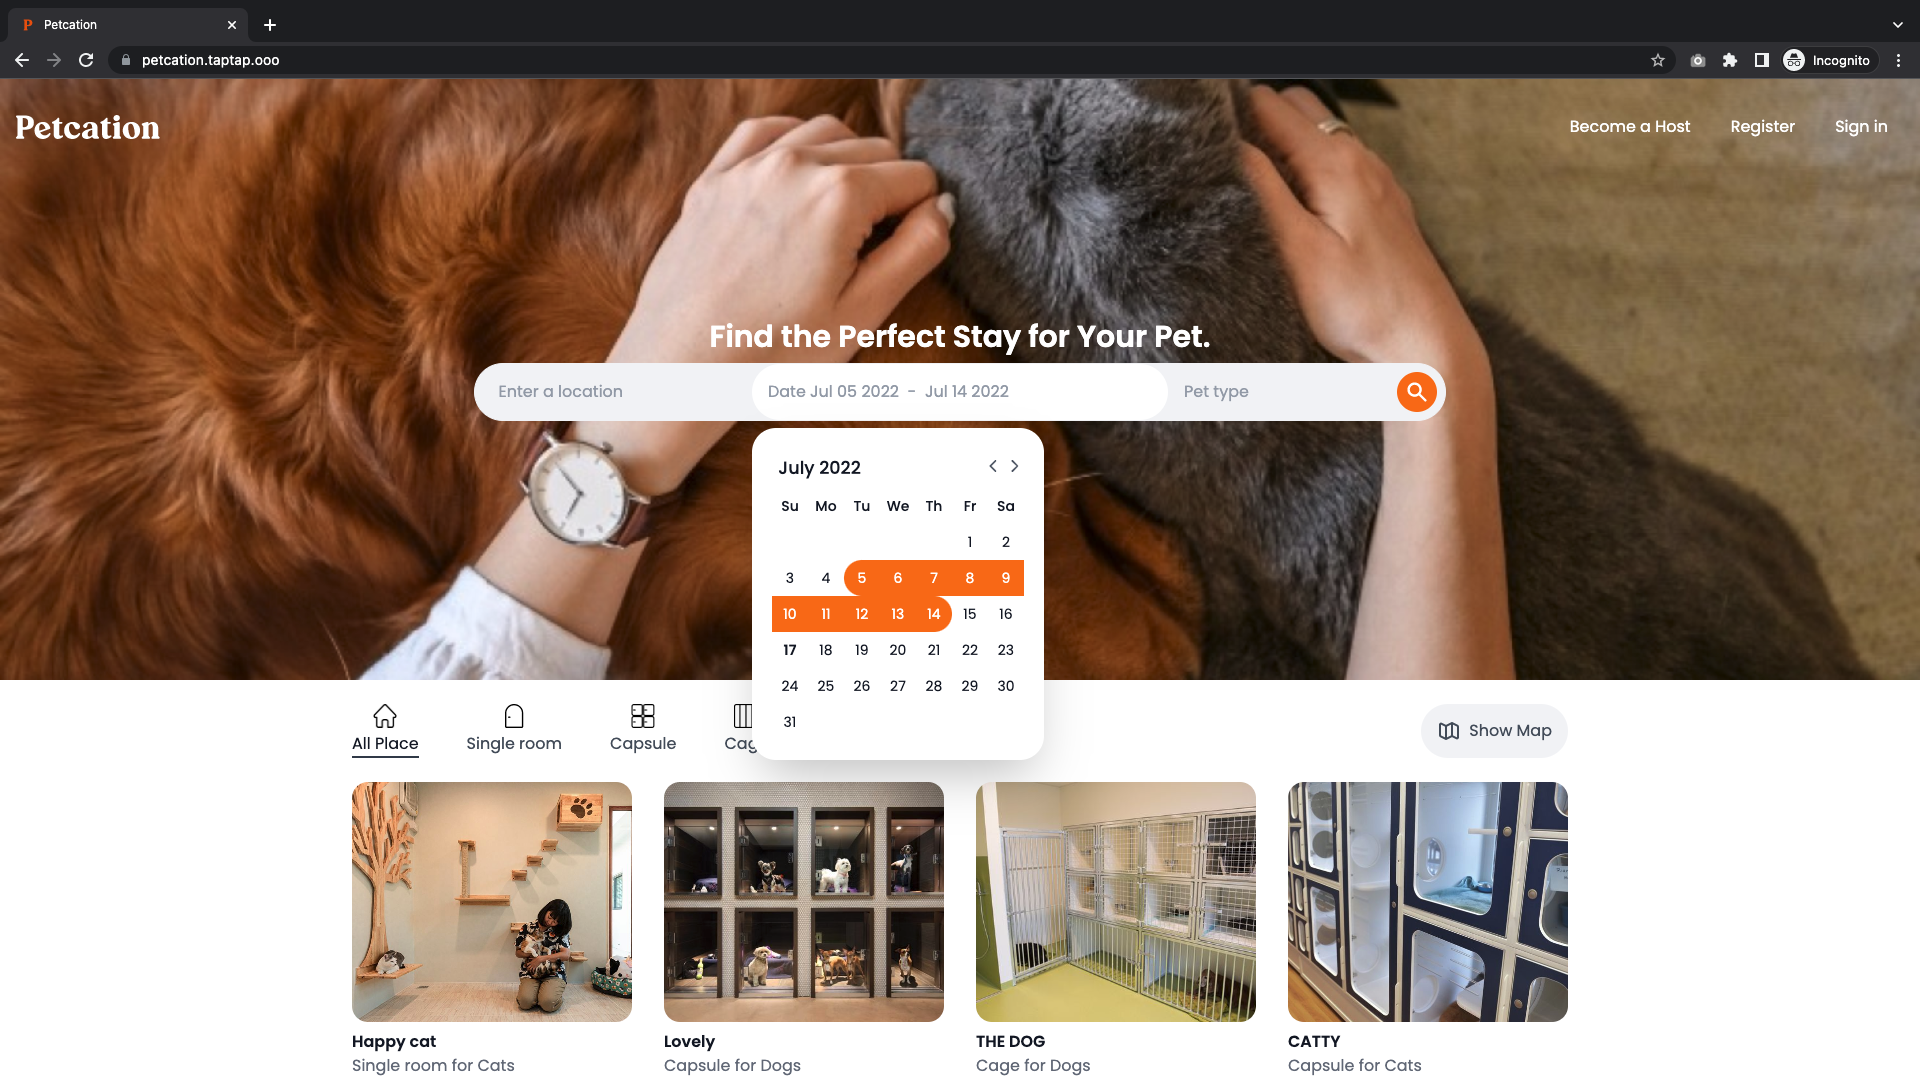 P Petcation
petcation.taptap.ooo
Incognito
Petcation
Become a Host
Register
Sign in
Find the Perfect Stay for Your Pet.
Enter a location
Date Jul 05 2022 - Jul 14 2022
Pet type
July 2022
Su Mo Tu We Th Fr Sa
1 2
3 4 5 6 7 8 9
10 11 12 13 14 15 16
17 18 19 20 21 22 23
24 25 26 27 28 29 30
31
All Place
Single room
Capsule
Cag
Show Map
Happy cat
Single room for Cats
Lovely
Capsule for Dogs
THE DOG
Cage for Dogs
CATTY
Capsule for Cats